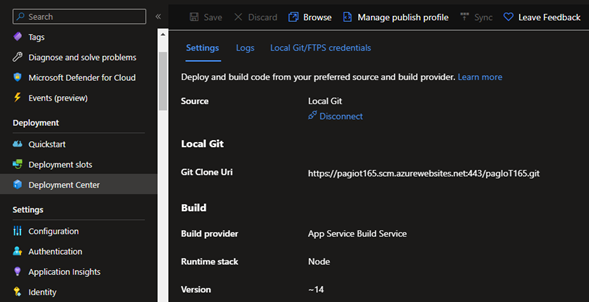 Search
«
Tags
Diagnose and solve problems
Microsoft Defender for Cloud
Events (preview)
Deployment
Quickstart
Deployment slots
Deployment Center
Settings
Configuration
Authentication
Application Insights
Identity
Save Discard Browse Manage publish profile Sync Leave Feedback
Settings Logs Local Git/FTPS credentials
Deploy and build code from your preferred source and build provider. Learn more
Source Local Git
Disconnect
Local Git
Git Clone Uri https://pagiot165.scm.azurewebsites.net:443/pagIoT165.git
Build
Build provider App Service Build Service
Runtime stack Node
Version ~14